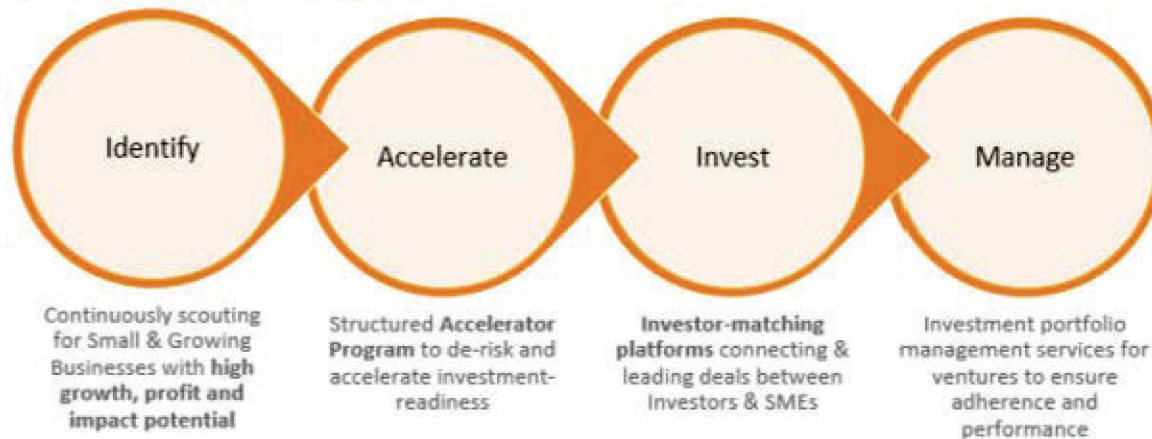 Identify
Accelerate
Invest
Manage
Continuously scouting
for Small & Growing
Businesses with high
growth, profit and
impact potential
Structured Accelerator
Program to de-risk and
accelerate investment-
readiness
Investor-matching
platforms connecting &
leading deals between
Investors & SMEs
Investment portfolio
management services for
ventures to ensure
adherence and
performance